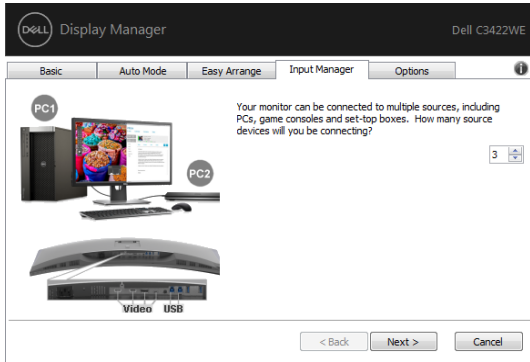 DELL Display Manager
Dell C3422WE
Basic Auto Mode Easy Arrange Input Manager Options
PC1
Your monitor can be connected to multiple sources, including
PCs, game consoles and set-top boxes. How many source
devices will you be connecting?
3
PC2
Video USB
< Back Next > Cancel